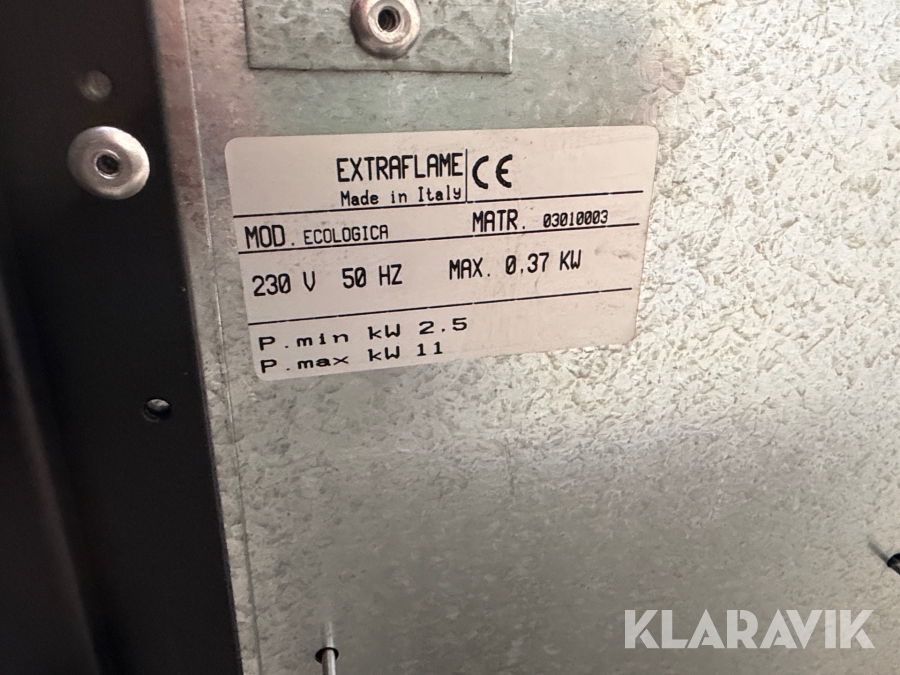 EXTRAFLAME CE
Made in Italy
MOD. ECOLOGICA MATR. 03010003
230 V 50 HZ MAX. 0,37 KW
P.min kW 2.5
P.max kW 11
KLARAVIK